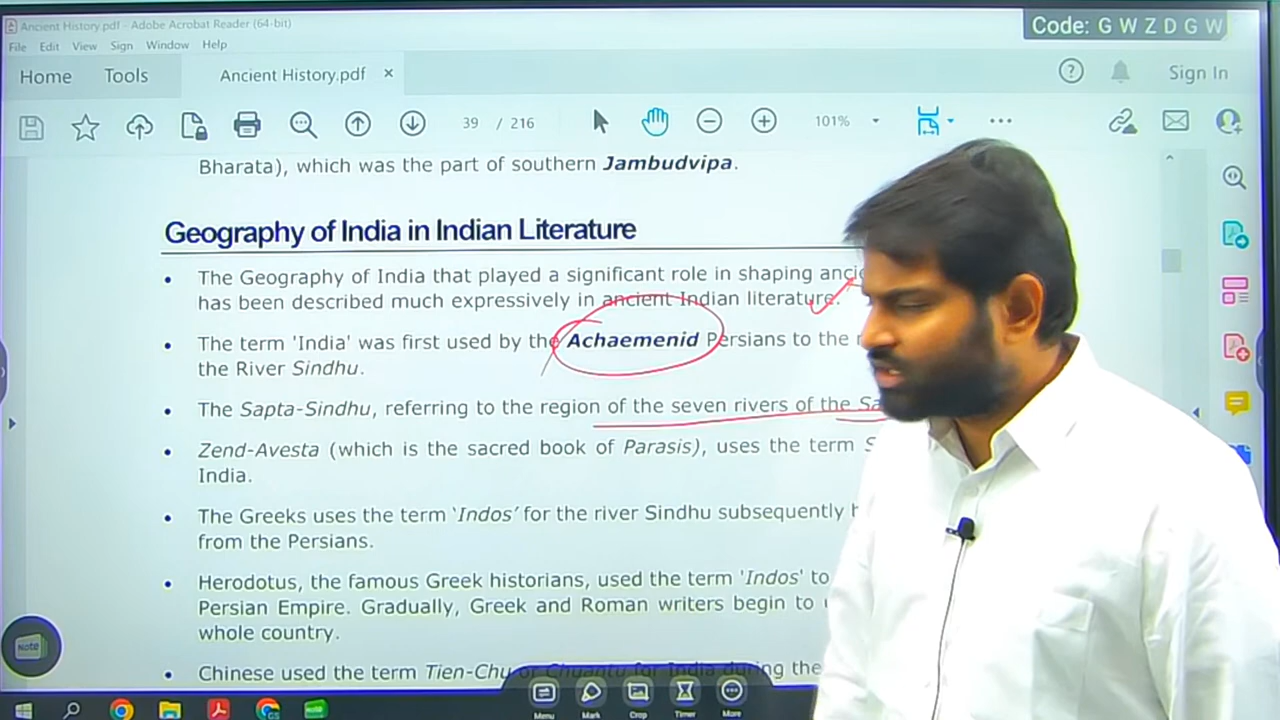 Ancient History.pdf - Adobe Acrobat Reader (64-bit)
Code: G W Z D G W
File Edit View Sign Window Help
Home Tools Ancient History.pdf × Sign In
39 / 216 101%
Bharata), which was the part of southern Jambudvipa.
Geography of India in Indian Literature
• The Geography of India that played a significant role in shaping
has been described much expressively in ancient Indian literature.
• The term 'India' was first used by the Achaemenid Persians to the
the River Sindhu.
• The Sapta-Sindhu, referring to the region of the seven rivers of the
• Zend-Avesta (which is the sacred book of Parasis), uses the term
India.
• The Greeks uses the term ‘Indos’ for the river Sindhu subsequently
from the Persians.
• Herodotus, the famous Greek historians, used the term 'Indos' to
Persian Empire. Gradually, Greek and Roman writers begin to
whole country.
• Chinese used the term Tien-Chu or Chuantu for India during the
Note
Menu Mark Crop Timer More